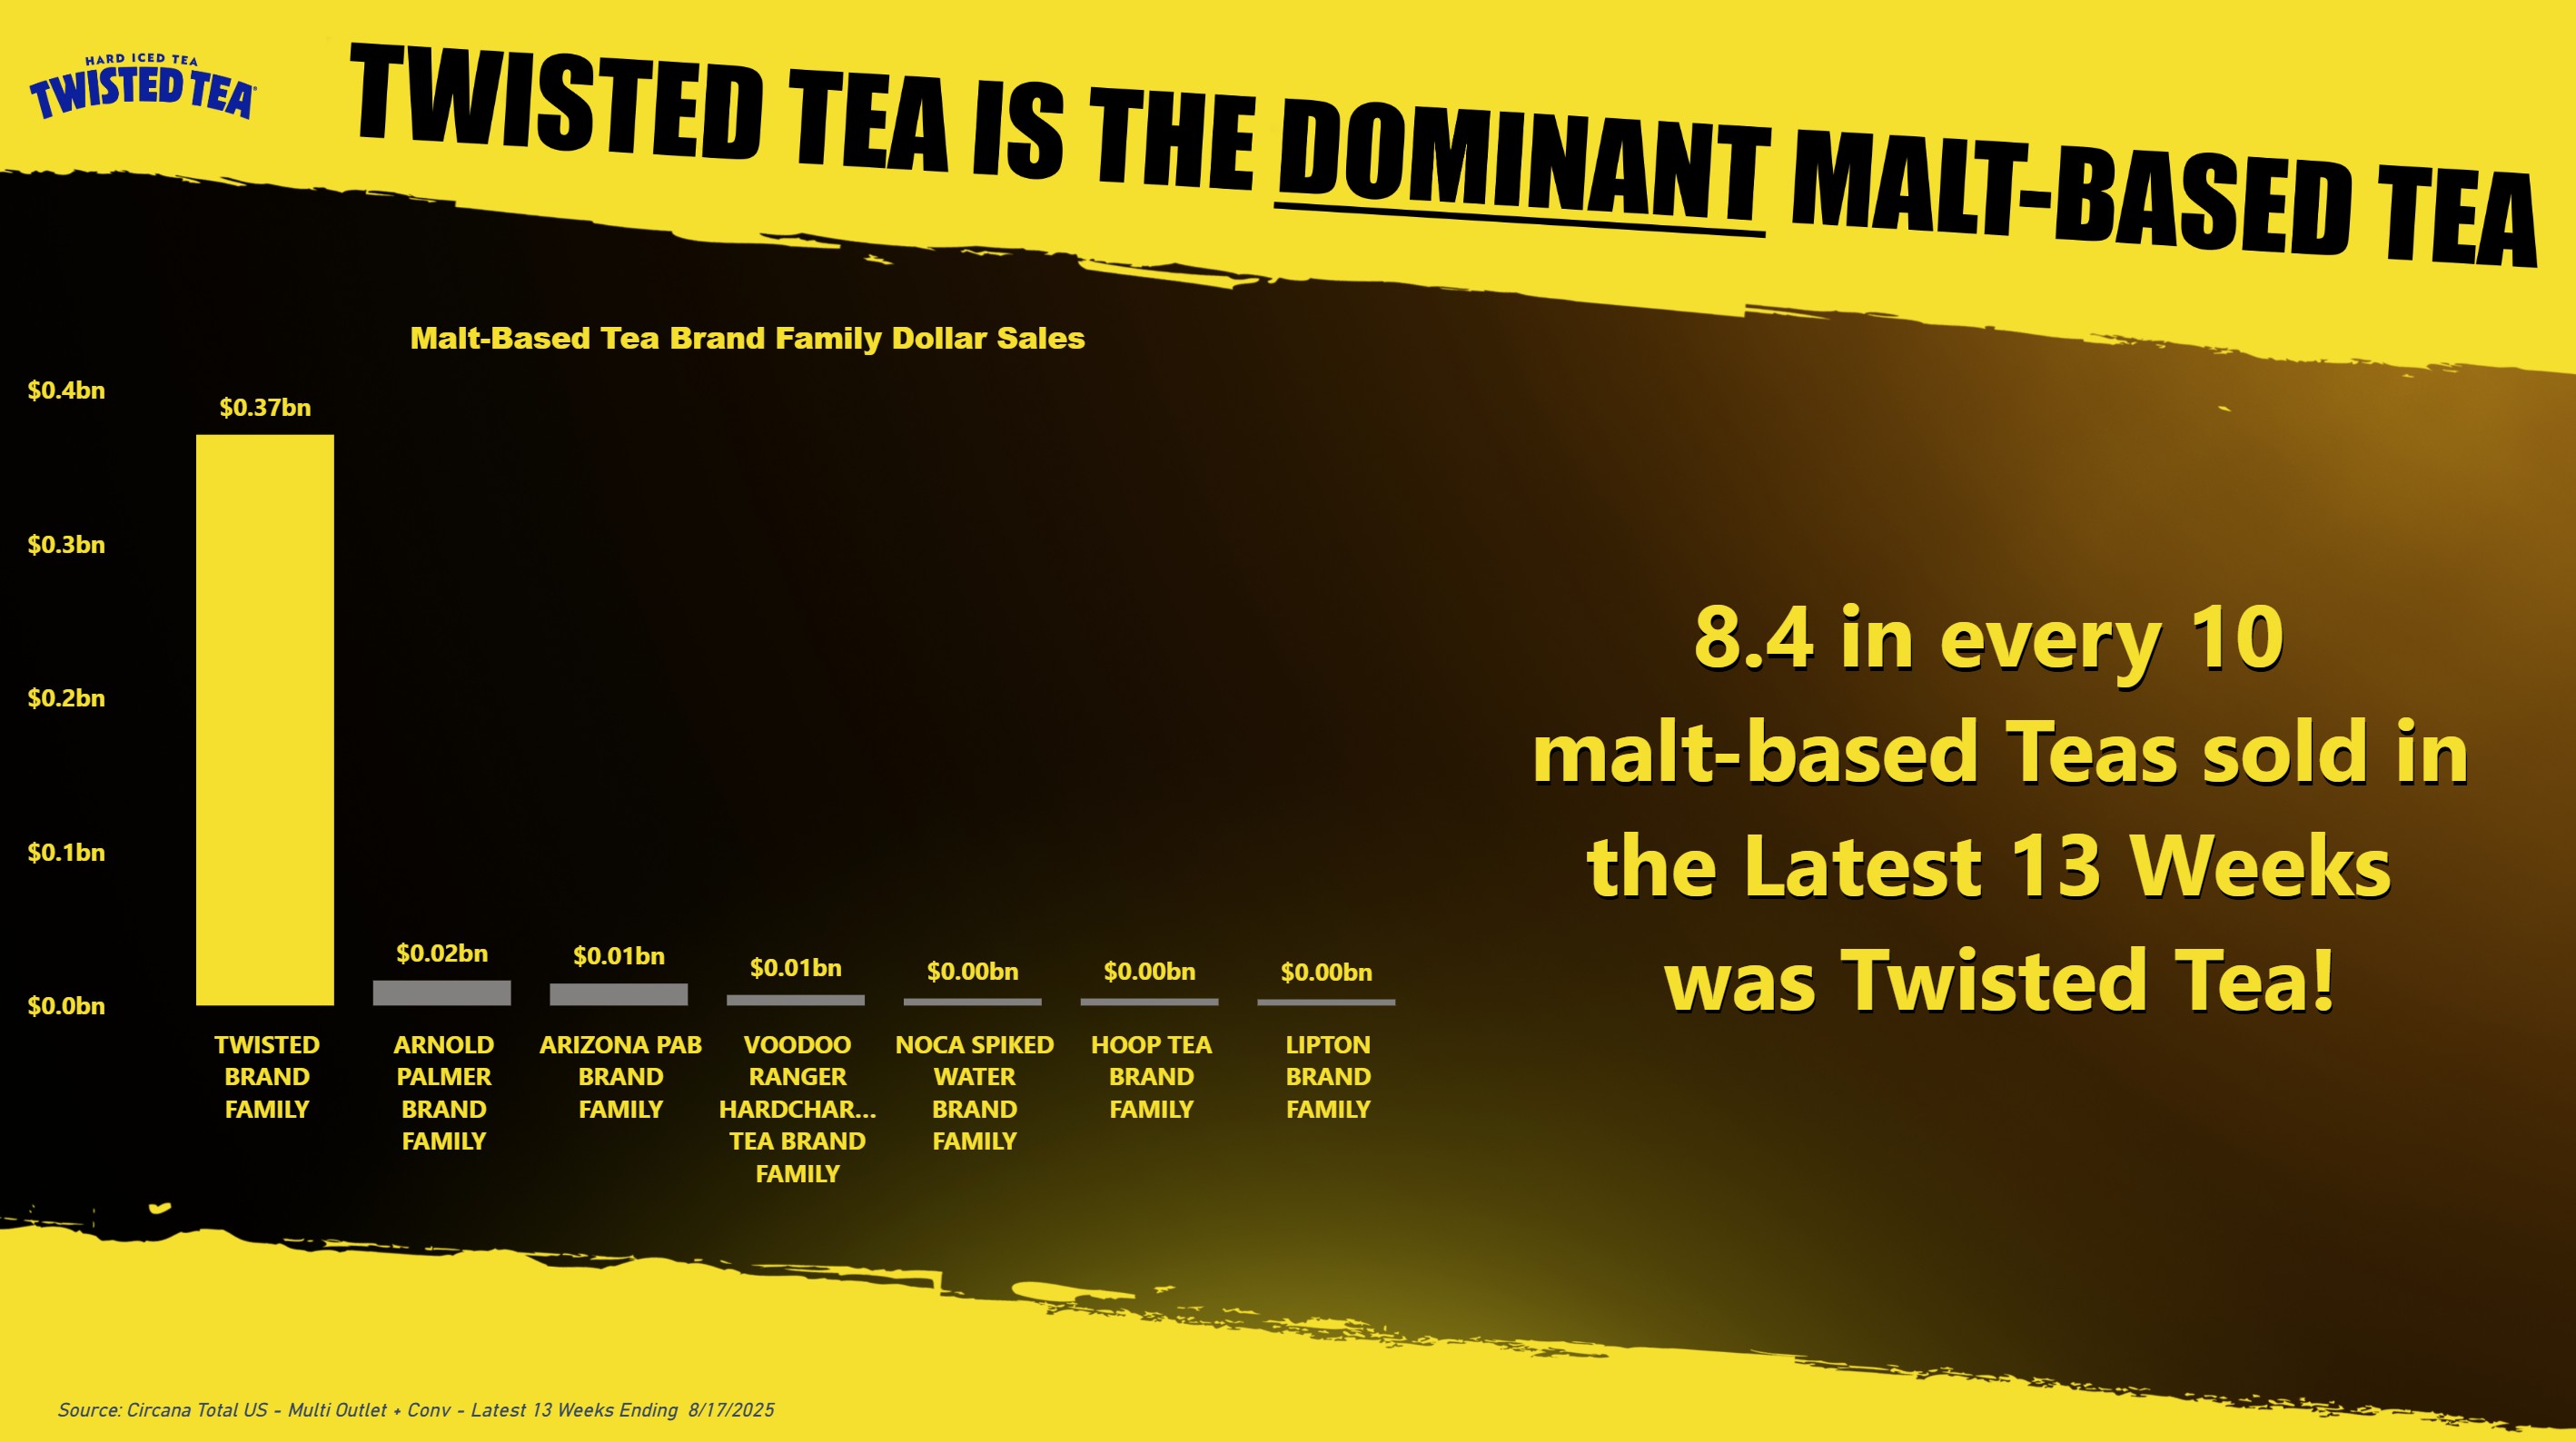 HARD ICED TEA
TWISTED TEA®
TWISTED TEA IS THE DOMINANT MALT-BASED TEA
Malt-Based Tea Brand Family Dollar Sales
$0.4bn
$0.3bn
$0.2bn
$0.1bn
$0.0bn
$0.37bn
$0.02bn
$0.01bn
$0.01bn
$0.00bn
$0.00bn
$0.00bn
TWISTED
BRAND
FAMILY
ARNOLD
PALMER
BRAND
FAMILY
ARIZONA PAB
BRAND
FAMILY
VOODOO
RANGER
HARDCHAR...
TEA BRAND
FAMILY
NOCA SPIKED
WATER
BRAND
FAMILY
HOOP TEA
BRAND
FAMILY
LIPTON
BRAND
FAMILY
8.4 in every 10
malt-based Teas sold in
the Latest 13 Weeks
was Twisted Tea!
Source: Circana Total US - Multi Outlet + Conv - Latest 13 Weeks Ending 8/17/2025